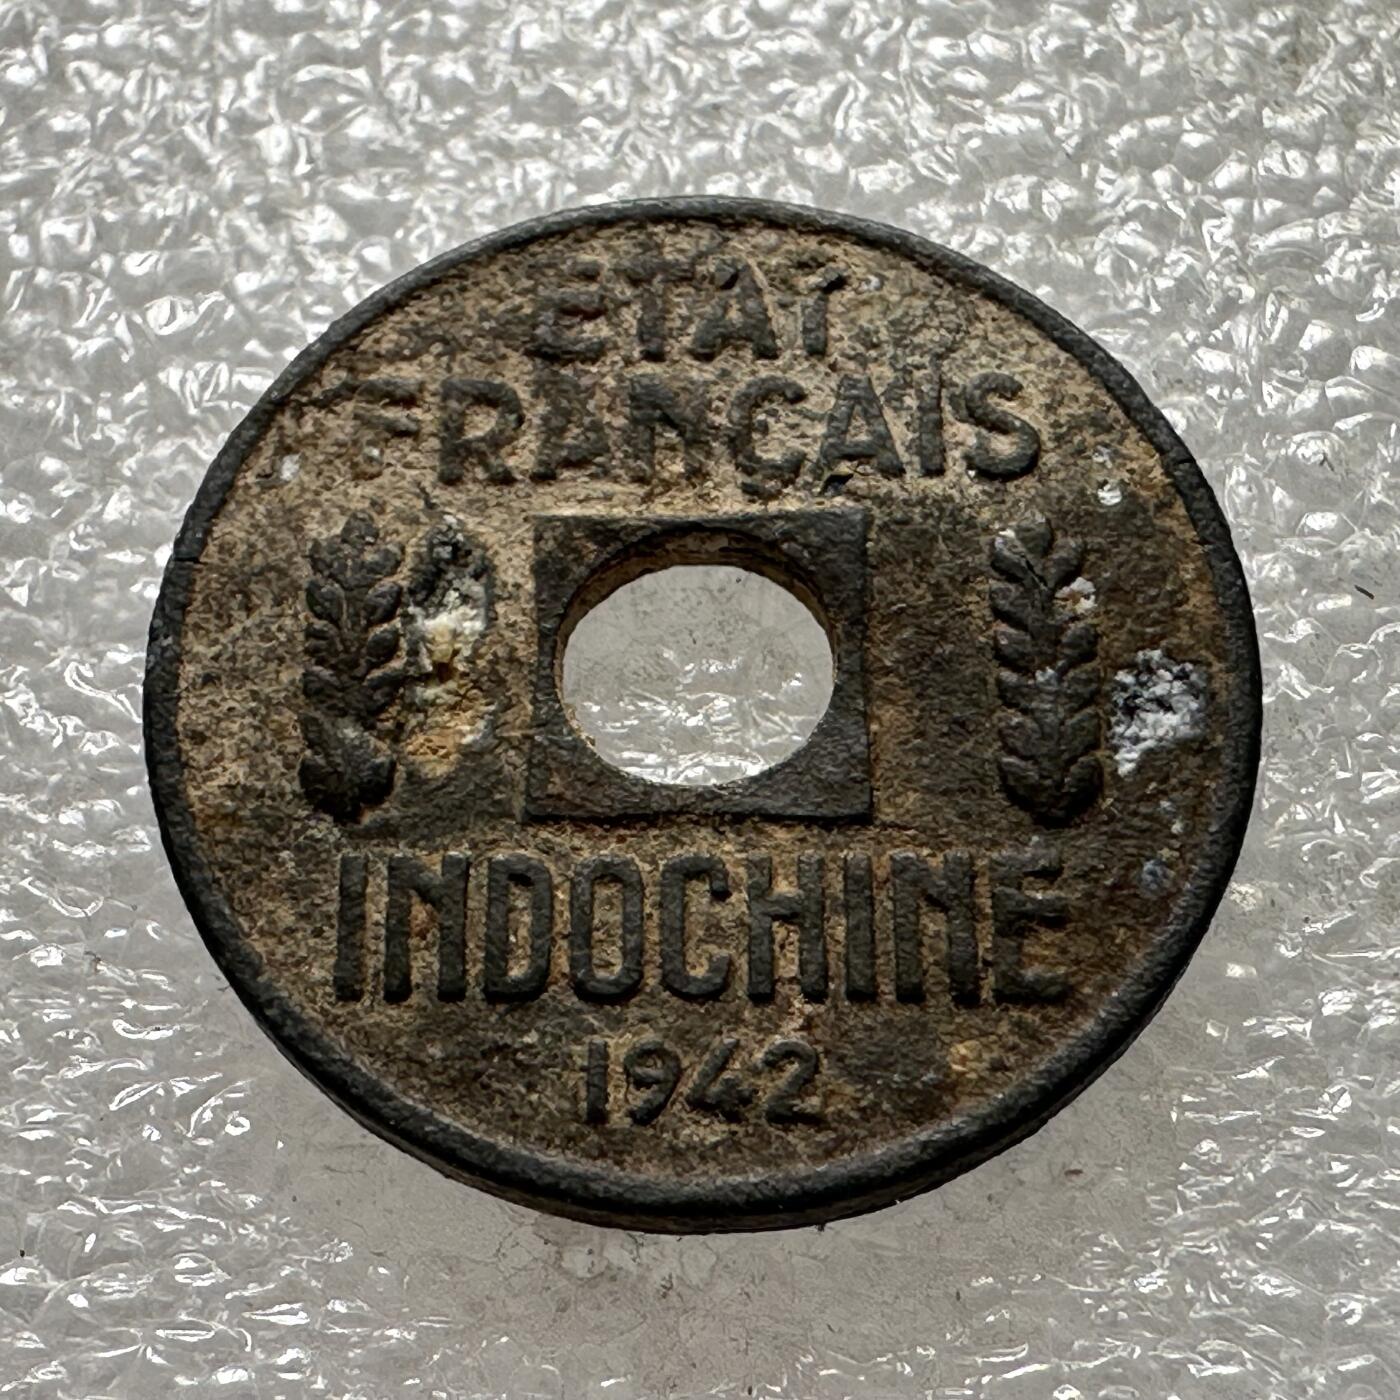 ETAT
FRANÇAIS
INDOCHINE
1942